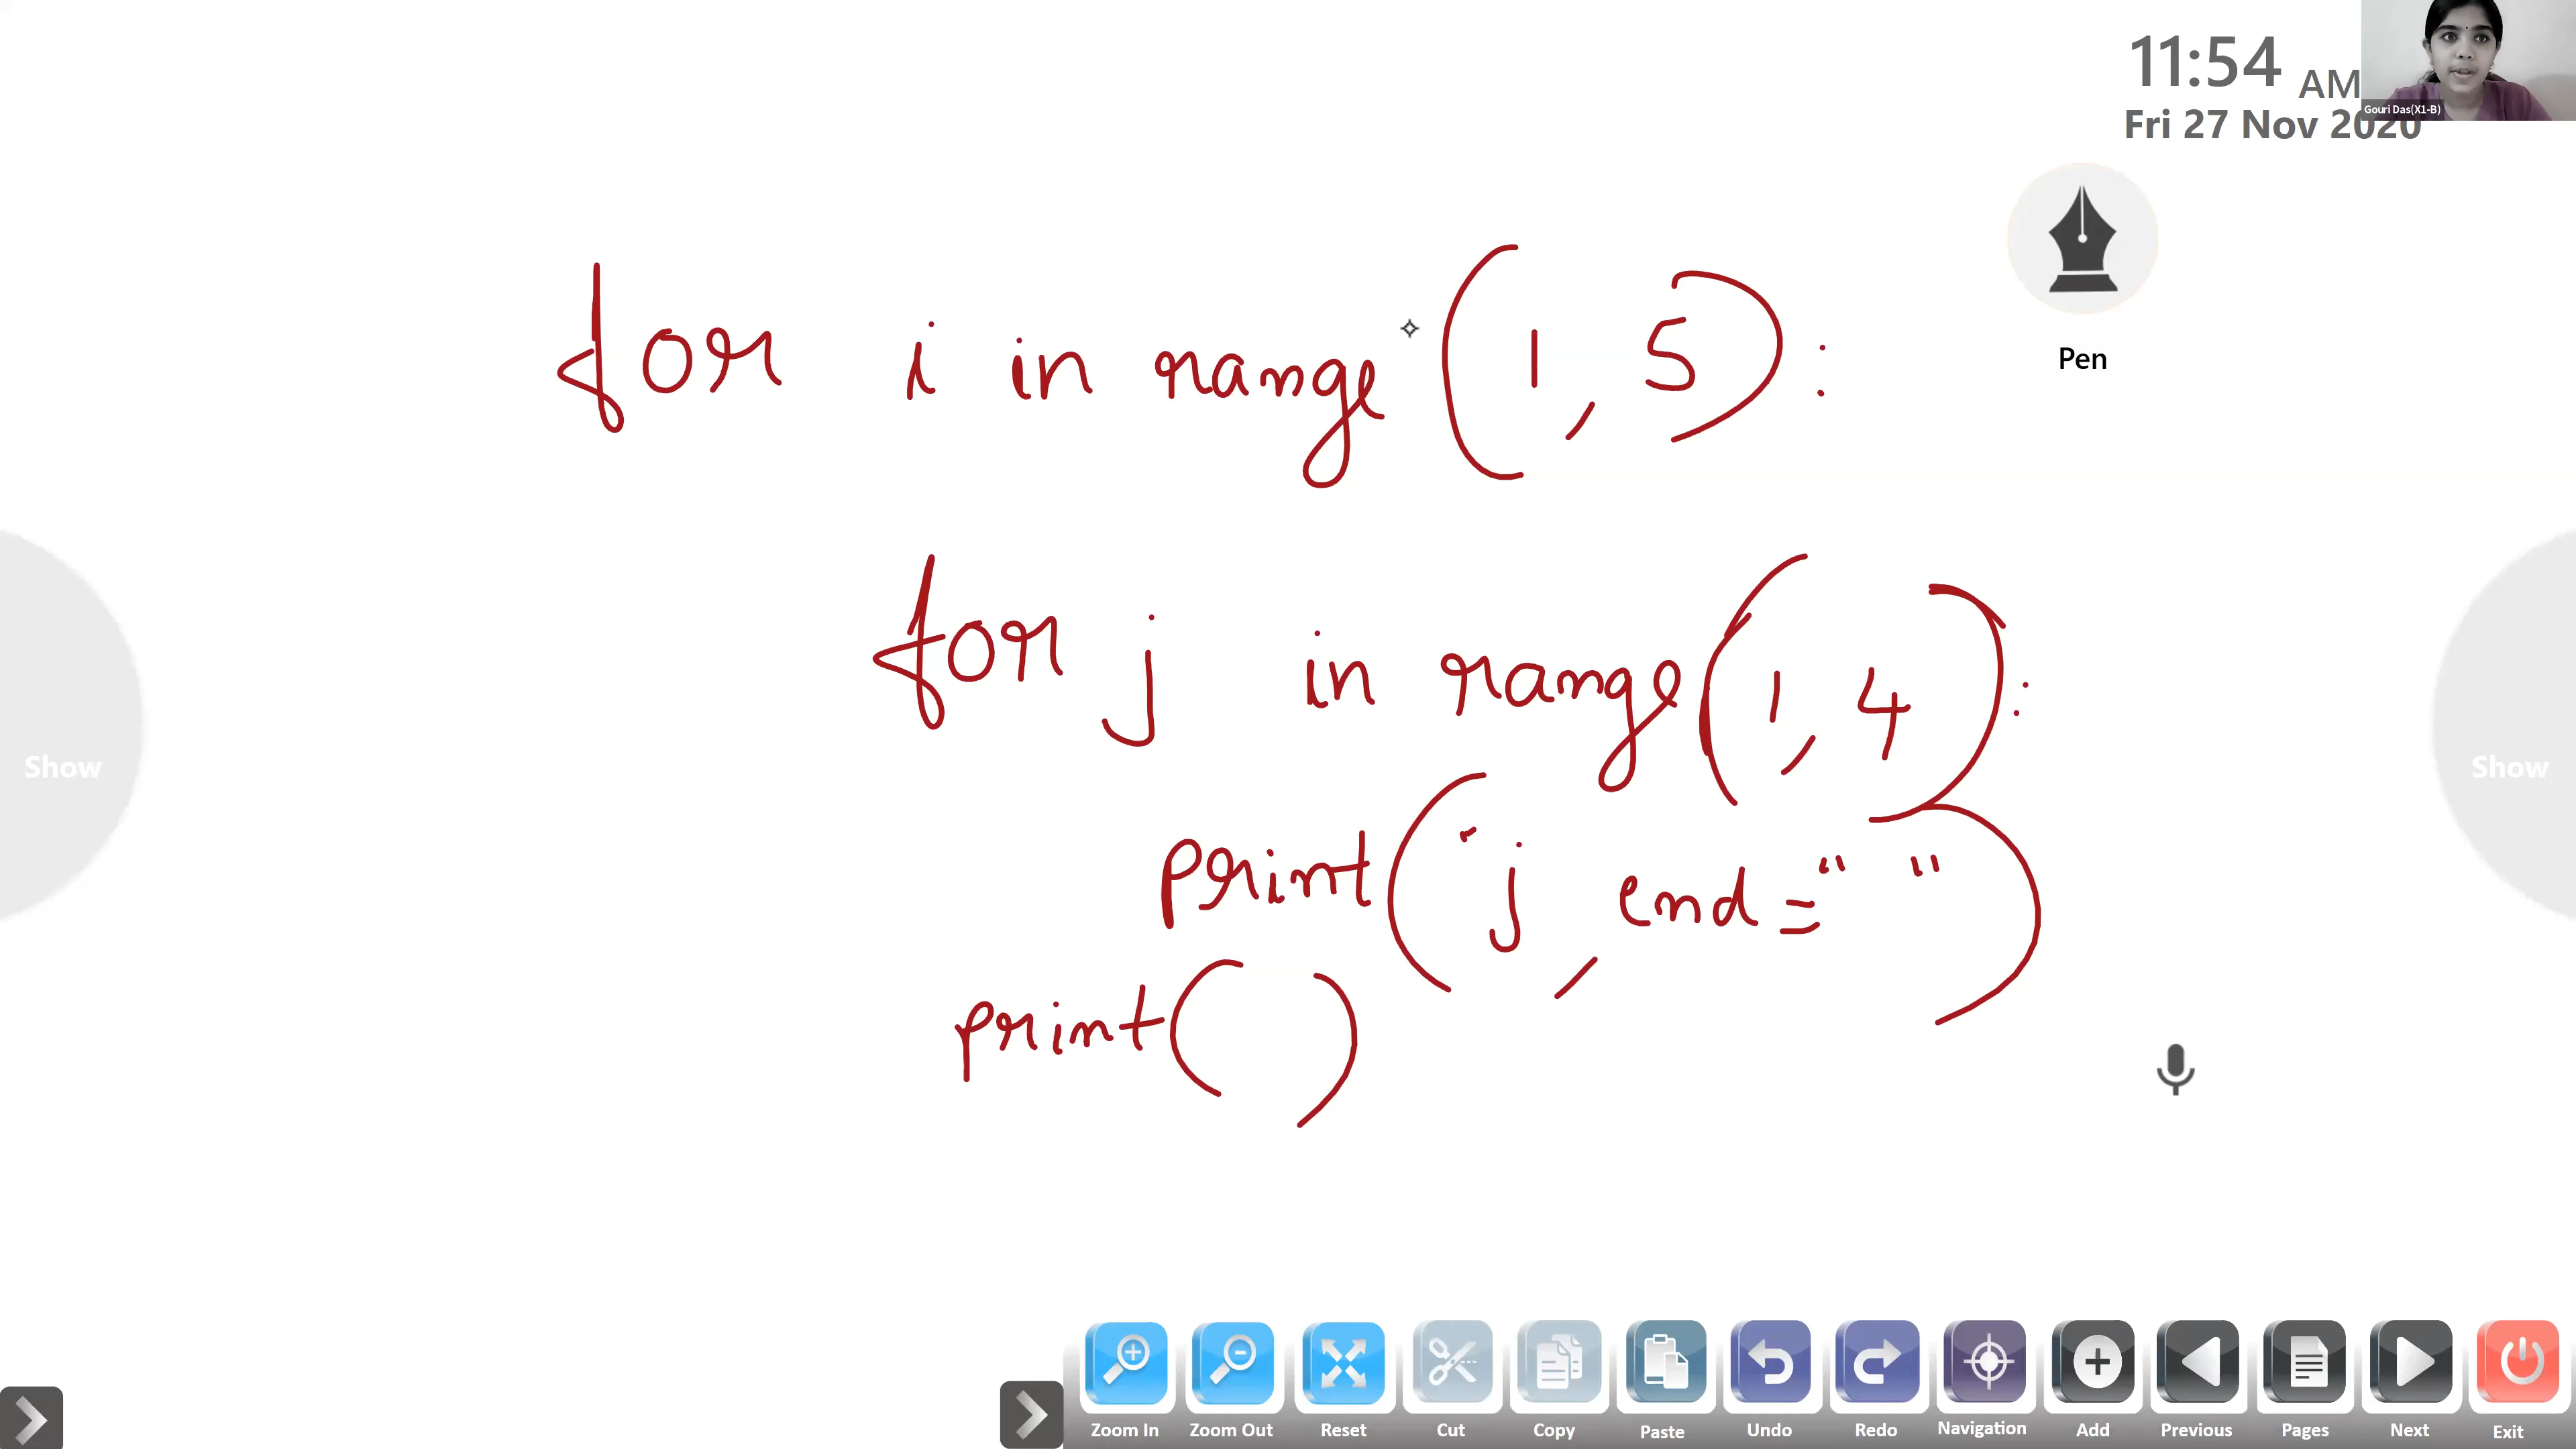 11:54 AM
Gouri Das(X1-B)
Fri 27 Nov 2020
Pen
for i in range (1, 5):
for j in range (1, 4):
Show
Show
print (j, end=" ")
print ( )
Zoom In Zoom Out Reset Cut Copy Paste Undo Redo Navigation Add Previous Pages Next Exit